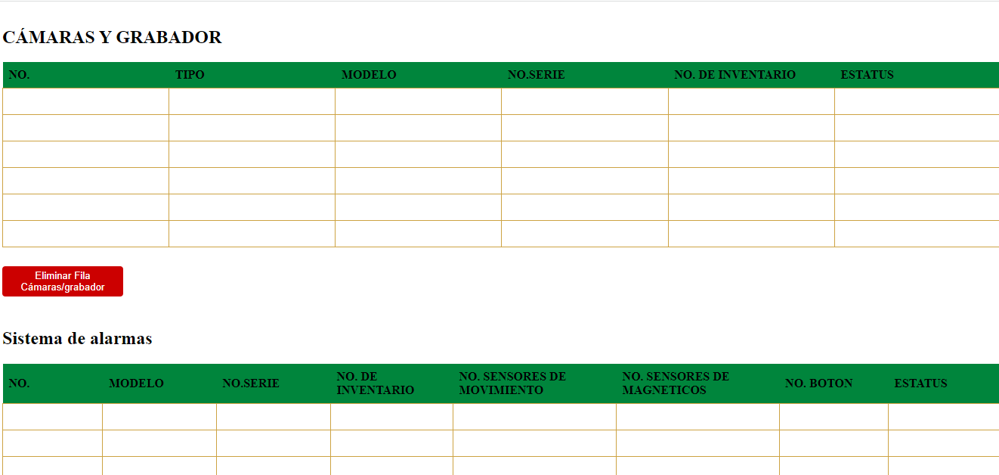 CÁMARAS Y GRABADOR
NO. TIPO MODELO NO.SERIE NO. DE INVENTARIO ESTATUS
Eliminar Fila
Cámaras/grabador
Sistema de alarmas
NO. MODELO NO.SERIE NO. DE INVENTARIO NO. SENSORES DE MOVIMIENTO NO. SENSORES DE MAGNETICOS NO. BOTON ESTATUS